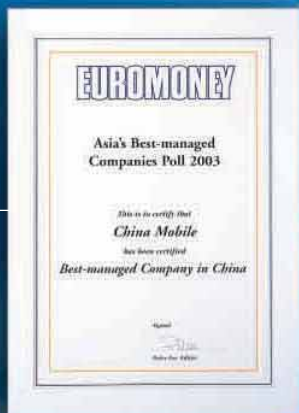 EUROMONEY
Asia's Best-managed
Companies Poll 2003
This is to certify that
China Mobile
has been certified
Best-managed Company in China
Signed